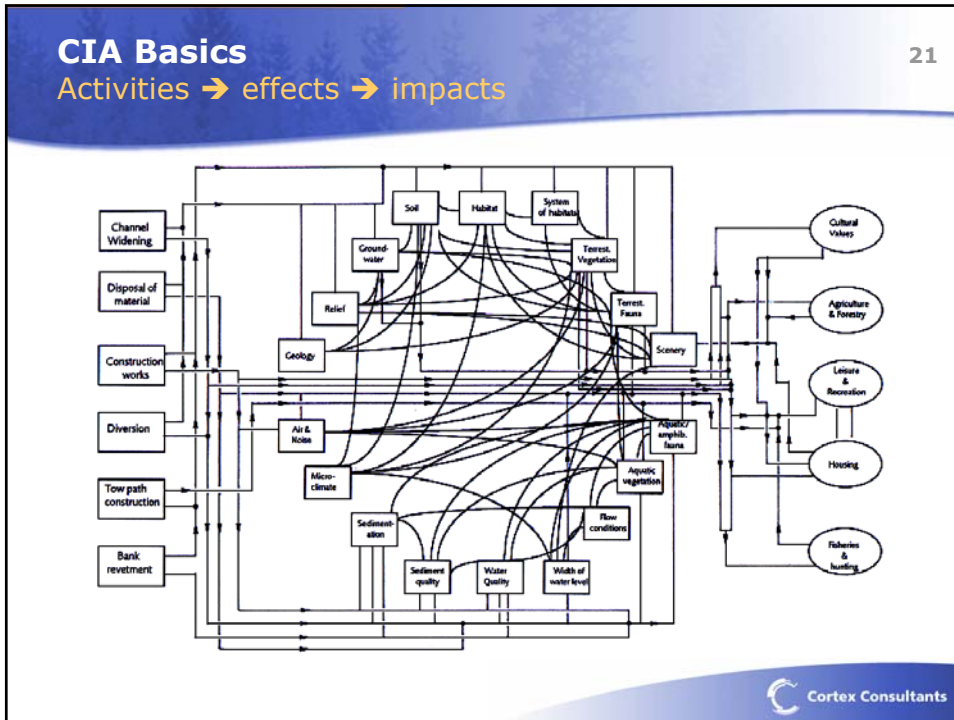 CIA Basics
21
Activities ➔ effects ➔ impacts
Channel
Widening
Disposal of
material
Construction
works
Diversion
Tow path
construction
Bank
revetment
Soil
Habitat
System
of habitats
Ground-
water
Terrest.
Vegetation
Relief
Terrest.
Fauna
Geology
Scenery
Air &
Noise
Aquatic/
amphib.
fauna
Micro-
climate
Aquatic
vegetation
Sediment-
ation
Flow
conditions
Sediment
quality
Water
Quality
Width of
water level
Cultural
Values
Agriculture
& Forestry
Leisure
&
Recreation
Housing
Fisheries
&
hunting
Cortex Consultants